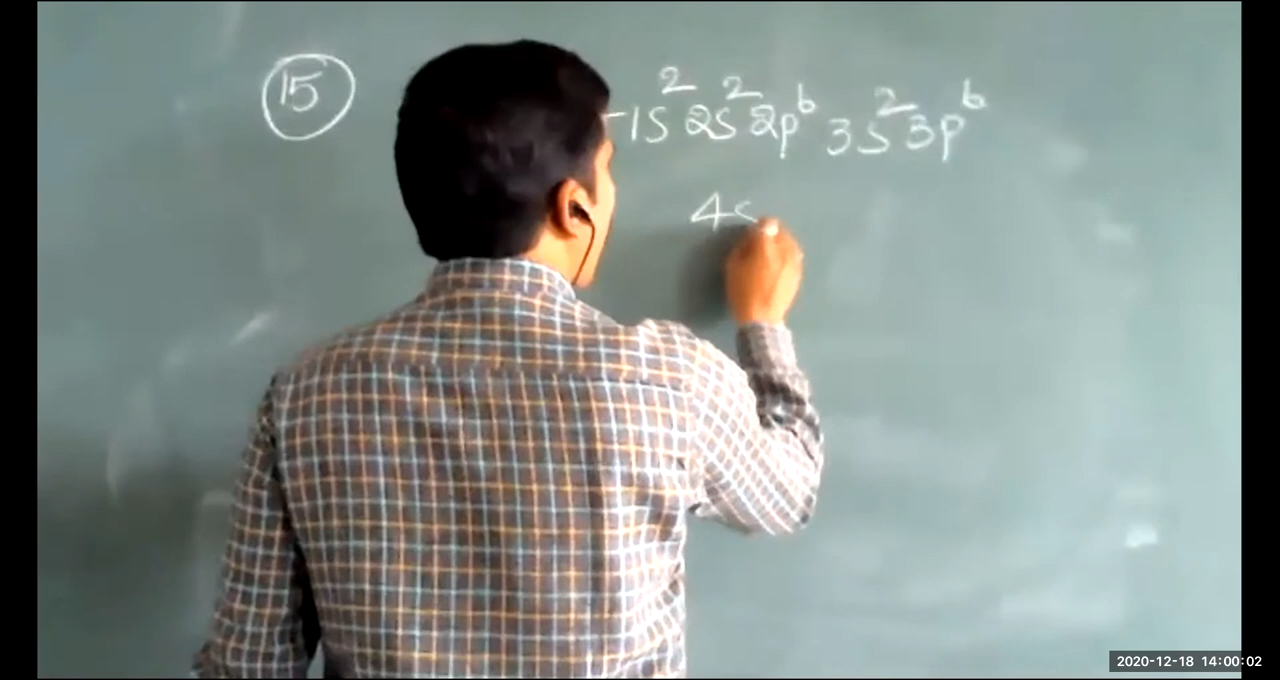 15 -1s² 2s² 2p⁶ 3s² 3p⁶
4s
2020-12-18 14:00:02